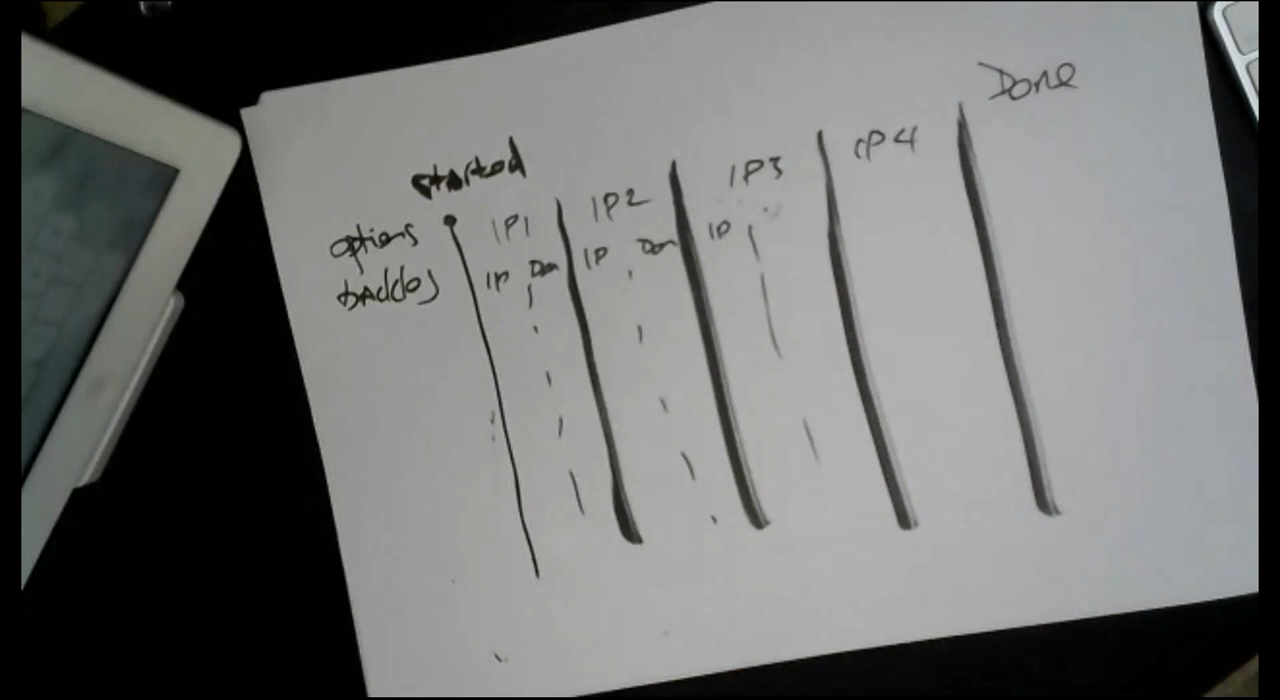 Done
started
IP1 IP2 IP3 IP4
options
backlog
IP Don IP Don IP